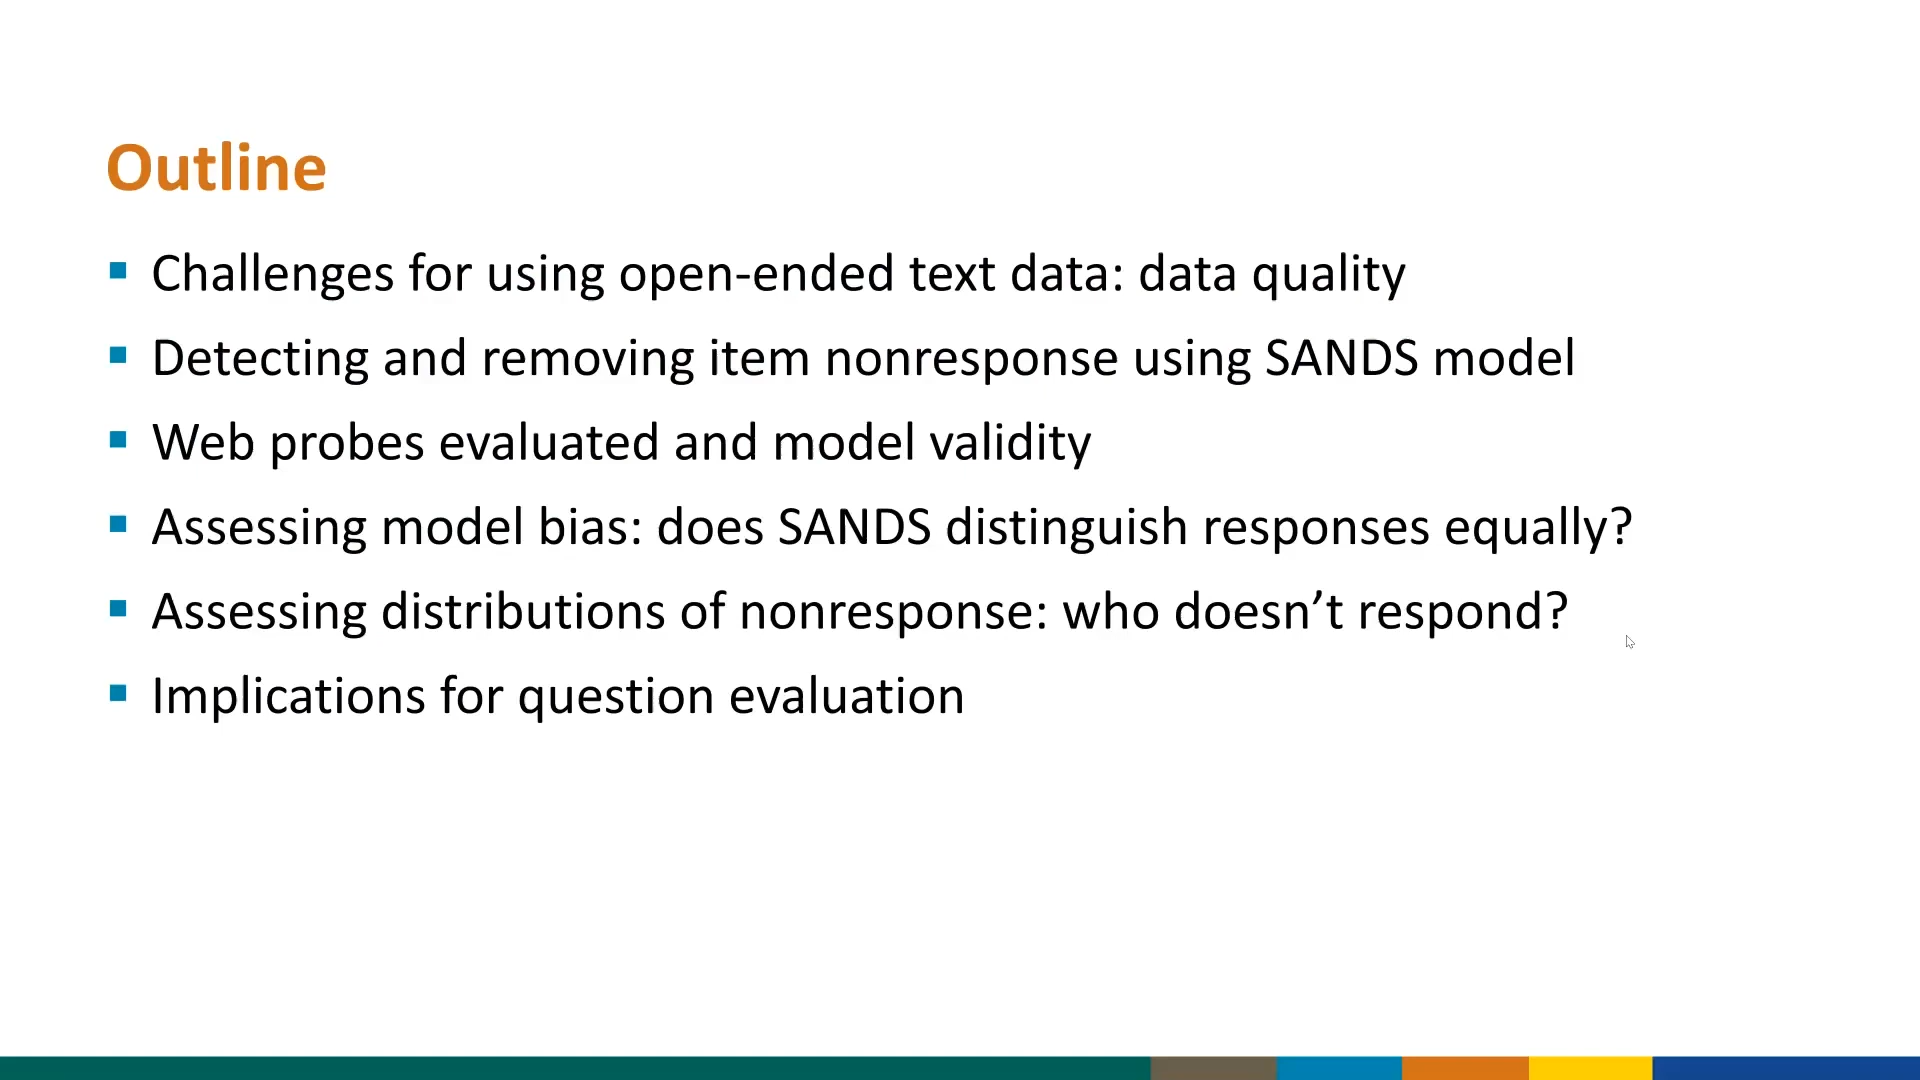 Outline
Challenges for using open-ended text data: data quality
Detecting and removing item nonresponse using SANDS model
Web probes evaluated and model validity
Assessing model bias: does SANDS distinguish responses equally?
Assessing distributions of nonresponse: who doesn’t respond?
Implications for question evaluation